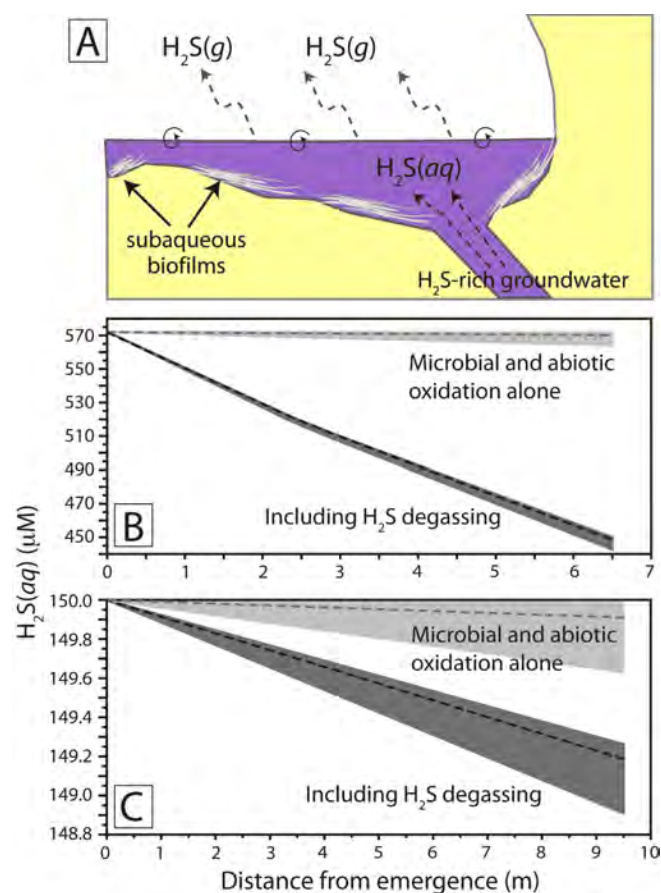 A
H₂S(g)
H₂S(g)
H₂S(aq)
subaqueous
biofilms
H₂S-rich groundwater
H₂S(aq) (μM)
570
550
530
510
490
470
450
Microbial and abiotic
oxidation alone
Including H₂S degassing
B
0 1 2 3 4 5 6 7
150.0
149.8
149.6
149.4
149.2
149.0
148.8
Microbial and abiotic
oxidation alone
Including H₂S degassing
C
0 1 2 3 4 5 6 7 8 9 10
Distance from emergence (m)